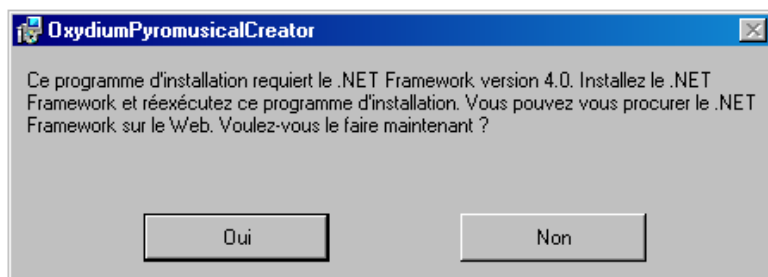 OxydiumPyromusicalCreator
Ce programme d'installation requiert le .NET Framework version 4.0. Installez le .NET
Framework et réexécutez ce programme d'installation. Vous pouvez vous procurer le .NET
Framework sur le Web. Voulez-vous le faire maintenant ?
Oui
Non